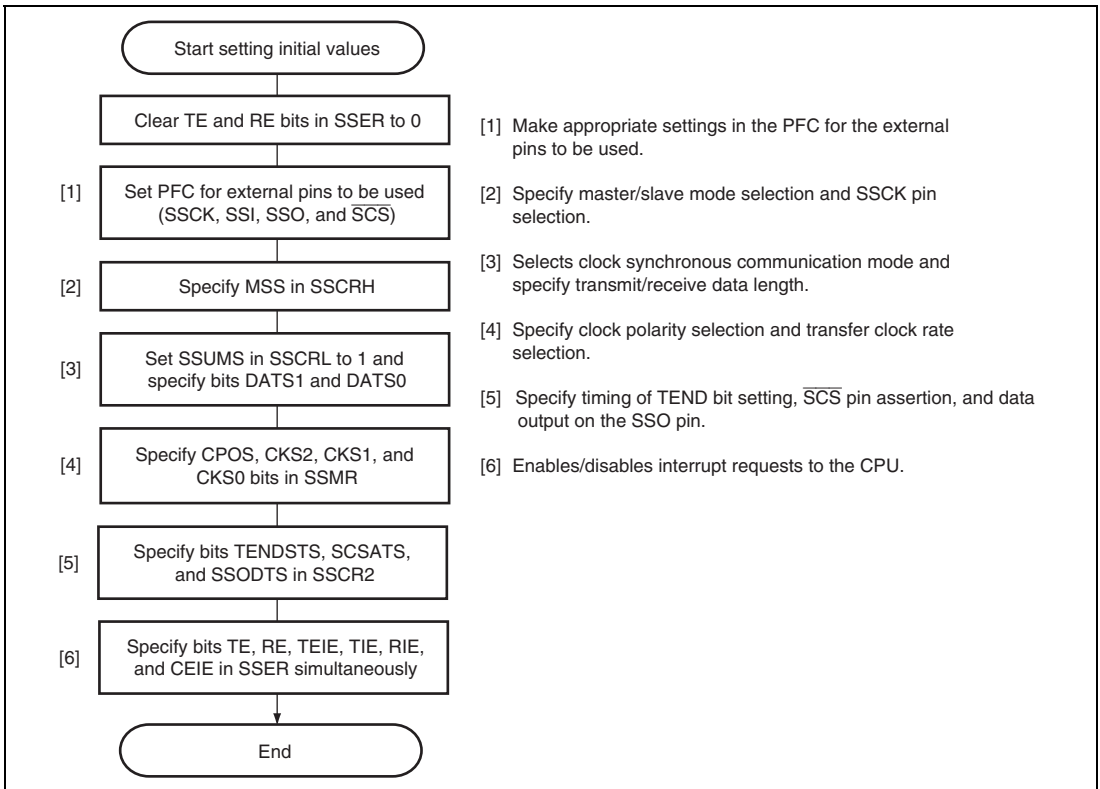 Start setting initial values
Clear TE and RE bits in SSER to 0
[1]
Set PFC for external pins to be used
(SSCK, SSI, SSO, and S̅C̅S̅)
[2]
Specify MSS in SSCRH
[3]
Set SSUMS in SSCRL to 1 and
specify bits DATS1 and DATS0
[4]
Specify CPOS, CKS2, CKS1, and
CKS0 bits in SSMR
[5]
Specify bits TENDSTS, SCSATS,
and SSODTS in SSCR2
[6]
Specify bits TE, RE, TEIE, TIE, RIE,
and CEIE in SSER simultaneously
End
[1] Make appropriate settings in the PFC for the external
pins to be used.
[2] Specify master/slave mode selection and SSCK pin
selection.
[3] Selects clock synchronous communication mode and
specify transmit/receive data length.
[4] Specify clock polarity selection and transfer clock rate
selection.
[5] Specify timing of TEND bit setting, S̅C̅S̅ pin assertion, and data
output on the SSO pin.
[6] Enables/disables interrupt requests to the CPU.